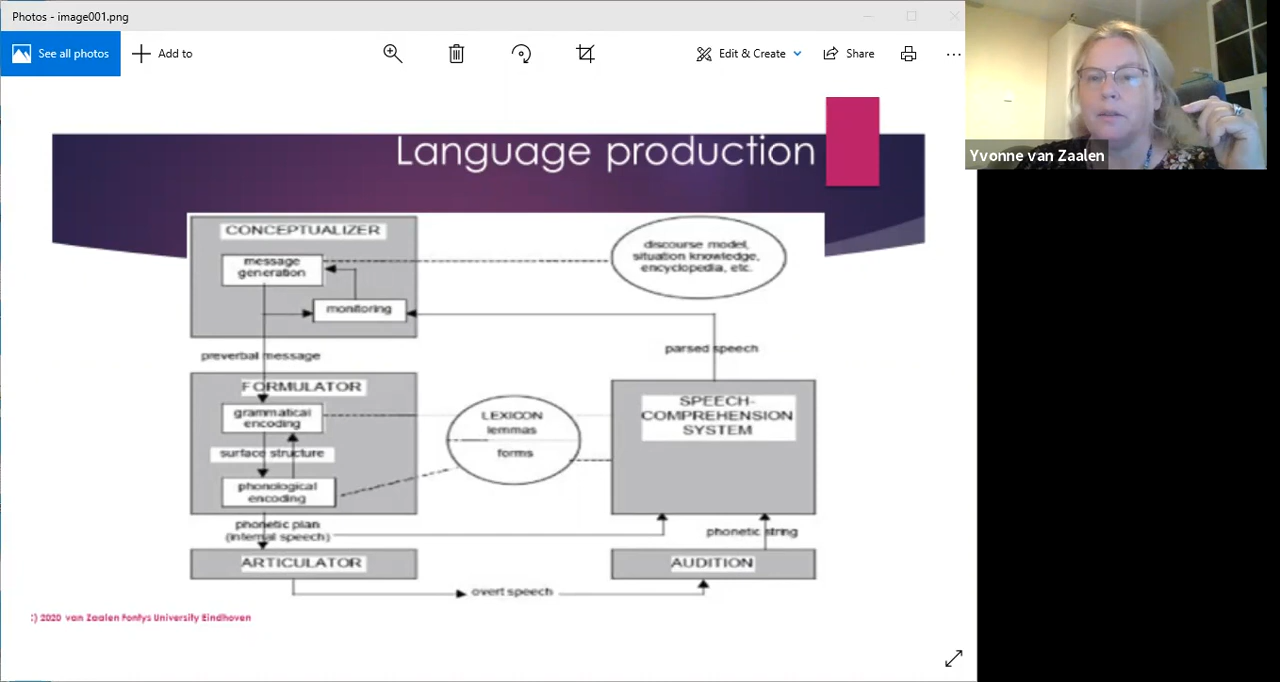 Photos - image001.png
See all photos
Add to
Edit & Create
Share
Yvonne van Zaalen
Language production
CONCEPTUALIZER
message
generation
monitoring
discourse model,
situation knowledge,
encyclopedia, etc.
preverbal message
parsed speech
FORMULATOR
grammatical
encoding
surface structure
phonological
encoding
LEXICON
lemmas
forms
SPEECH-
COMPREHENSION
SYSTEM
phonetic plan
(internal speech)
phonetic string
ARTICULATOR
AUDITION
overt speech
:) 2020 van Zaalen Fontys University Eindhoven